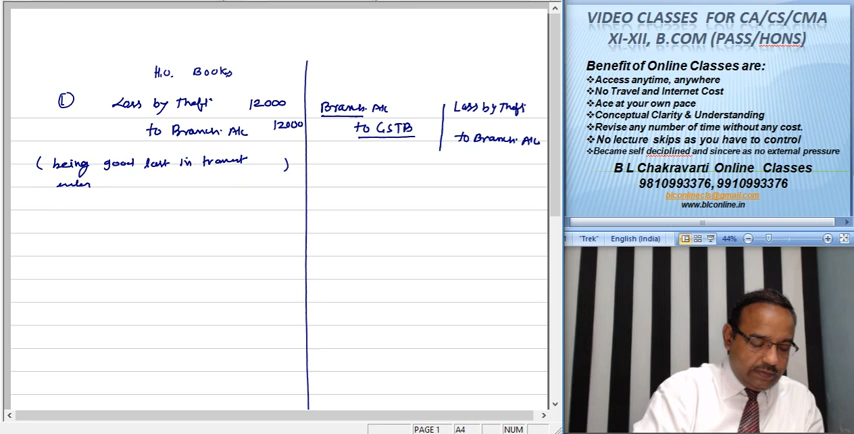 H.O. Books
① Loss by Theft 12000
to Branch A/c 12000
(being good lost in transit
)
Branch A/c
to GSTB
Loss by Theft
to Branch A/c
PAGE 1 A4 NUM
VIDEO CLASSES FOR CA/CS/CMA
XI-XII, B.COM (PASS/HONS)
Benefit of Online Classes are:
❖Access anytime, anywhere
❖No Travel and Internet Cost
❖Ace at your own pace
❖Conceptual Clarity & Understanding
❖Revise any number of time without any cost.
❖No lecture skips as you have to control
❖Became self deciplined and sincere as no external pressure
B L Chakravarti Online Classes
9810993376, 9910993376
blconlinecls@gmail.com
www.blconline.in
"Trek" English (India) 44%